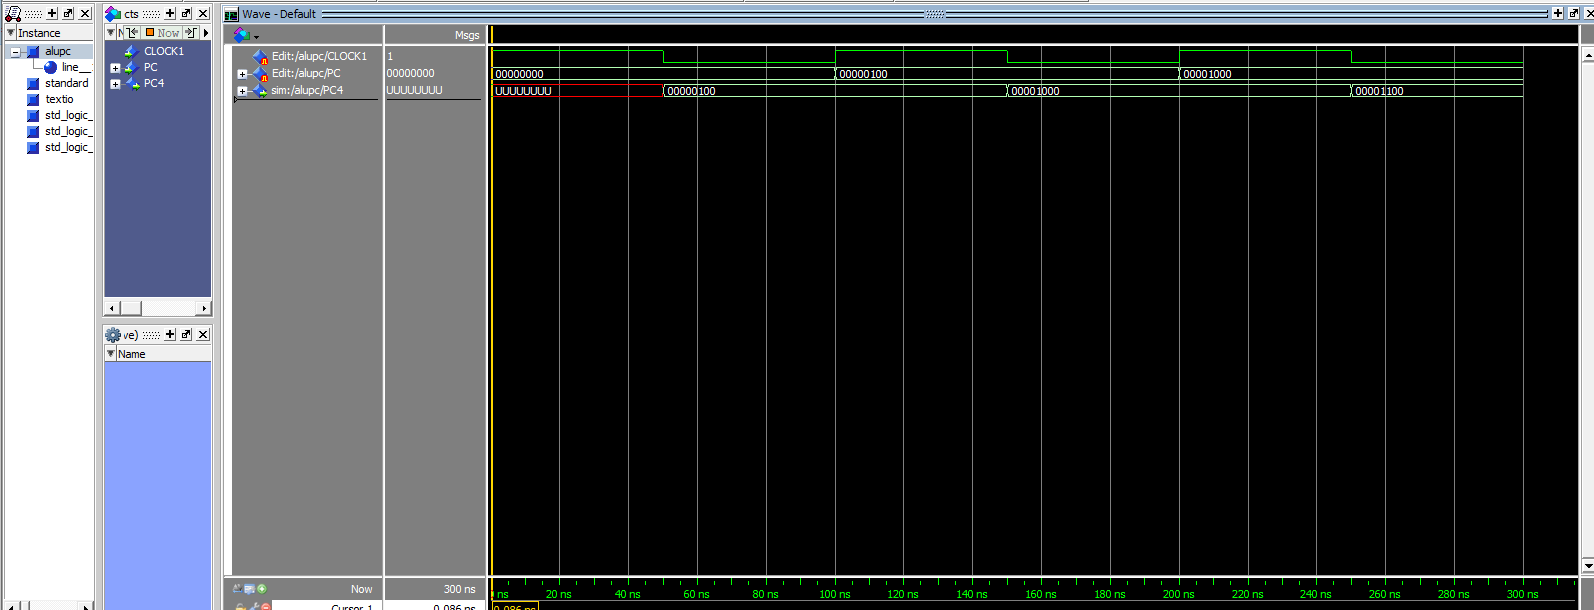 cts
Wave - Default
Instance
N
Now
Msgs
alupc
line__
standard
textio
std_logic_
std_logic_
std_logic_
CLOCK1
PC
PC4
Edit:/alupc/CLOCK1
1
Edit:/alupc/PC
00000000
00000000
00000100
00001000
sim:/alupc/PC4
UUUUUUUU
UUUUUUUU
00000100
00001000
00001100
ve)
Name
Now
300 ns
ns
20 ns
40 ns
60 ns
80 ns
100 ns
120 ns
140 ns
160 ns
180 ns
200 ns
220 ns
240 ns
260 ns
280 ns
300 ns
Cursor 1
0.086 ns
0.086 ns